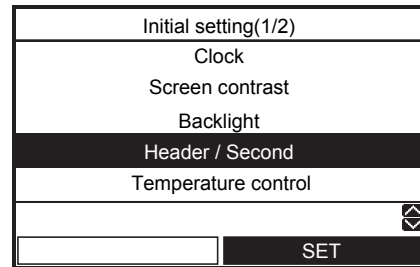 Initial setting(1/2)
Clock
Screen contrast
Backlight
Header / Second
Temperature control
SET